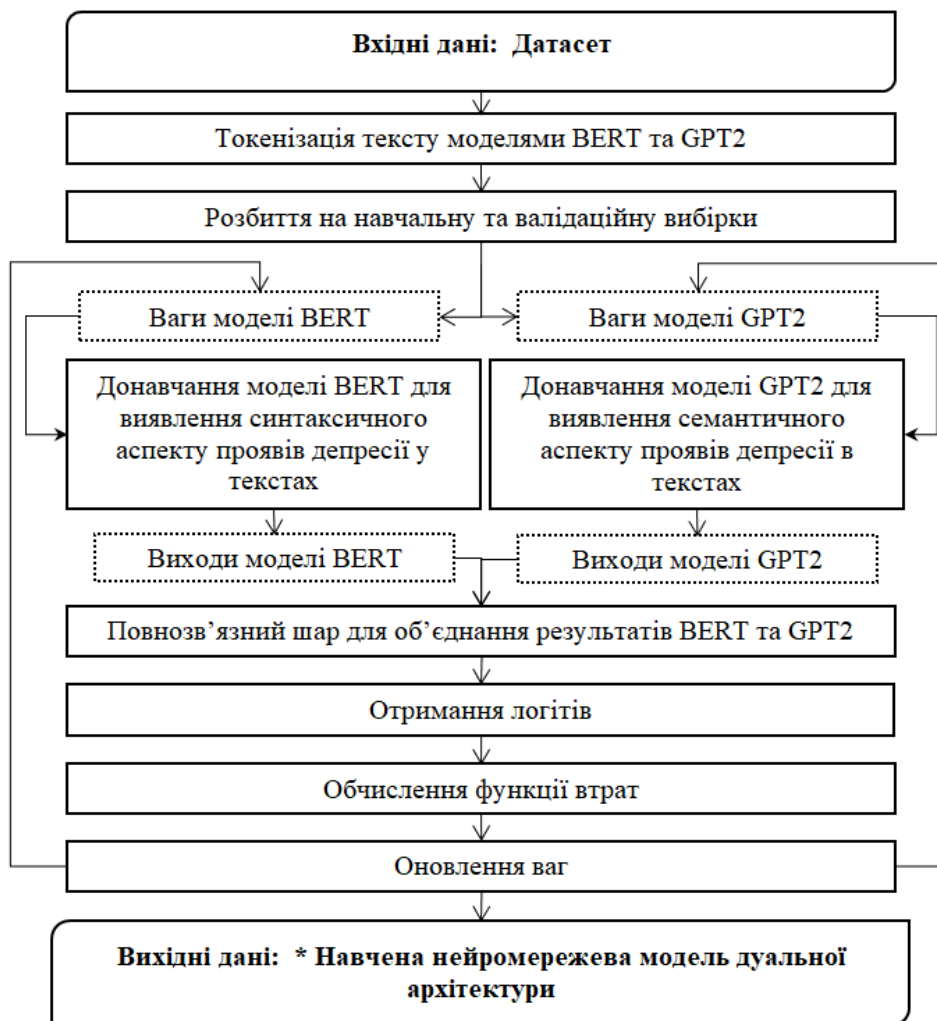 Вхідні дані: Датасет
Токенізація тексту моделями BERT та GPT2
Розбиття на навчальну та валідаційну вибірки
Ваги моделі BERT
Ваги моделі GPT2
Донавчання моделі BERT для
виявлення синтаксичного
аспекту проявів депресії у
текстах
Донавчання моделі GPT2 для
виявлення семантичного
аспекту проявів депресії в
текстах
Виходи моделі BERT
Виходи моделі GPT2
Повнозв’язний шар для об’єднання результатів BERT та GPT2
Отримання логітів
Обчислення функції втрат
Оновлення ваг
Вихідні дані: * Навчена нейромережева модель дуальної
архітектури